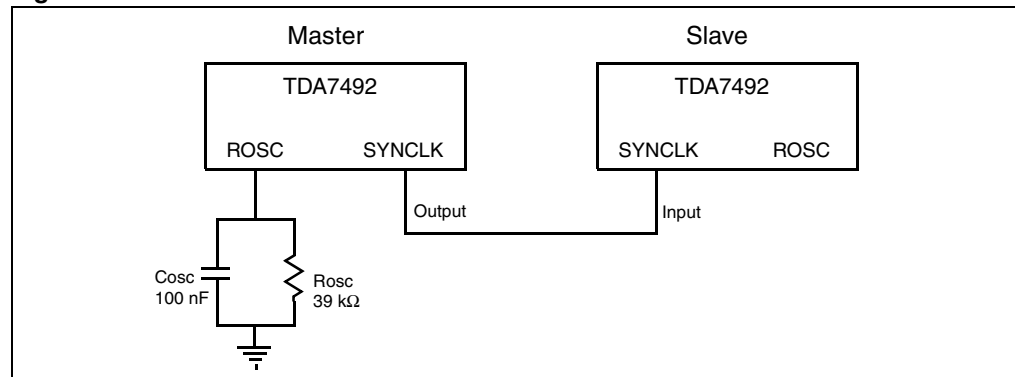 Master
Slave
TDA7492
TDA7492
ROSC
SYNCLK
SYNCLK
ROSC
Output
Input
Cosc
100 nF
Rosc
39 kΩ